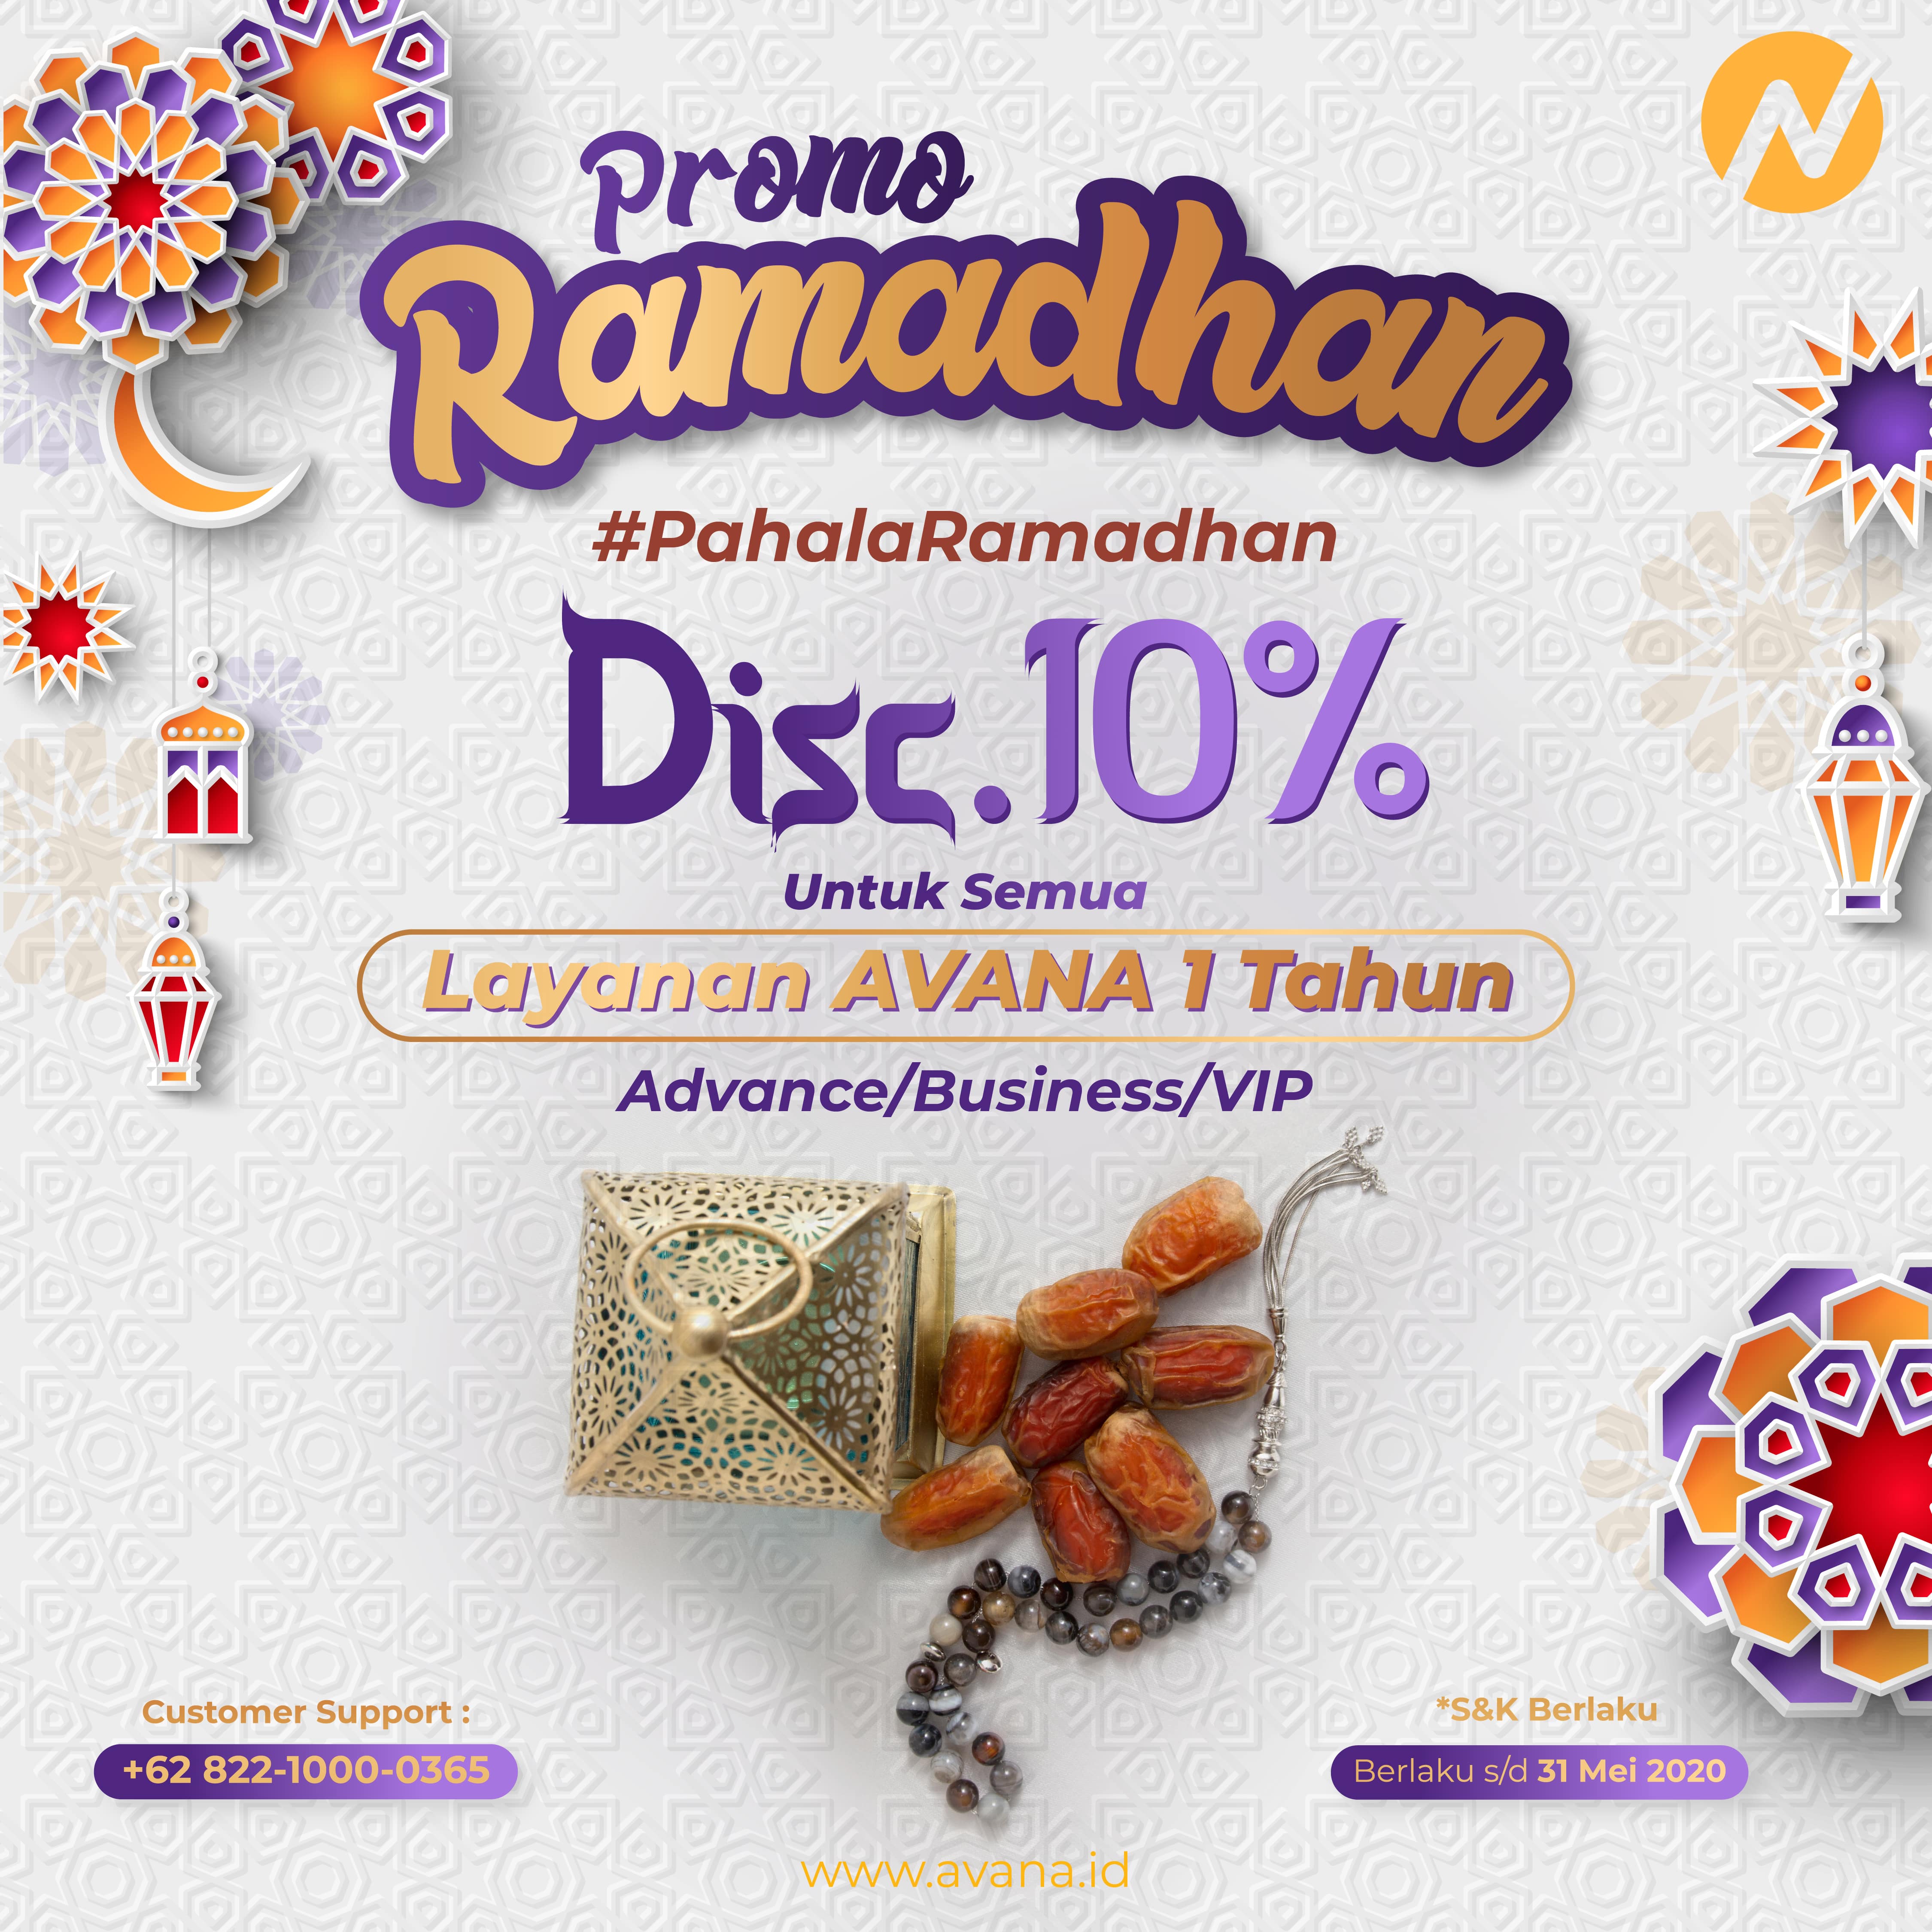 Promo
Ramadhan
#PahalaRamadhan
Disc.10%
Untuk Semua
Layanan AVANA 1 Tahun
Advance/Business/VIP
Customer Support :
+62 822-1000-0365
*S&K Berlaku
Berlaku s/d 31 Mei 2020
www.avana.id